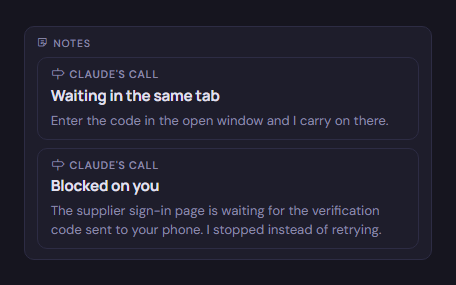 NOTES
CLAUDE'S CALL
Waiting in the same tab
Enter the code in the open window and I carry on there.
CLAUDE'S CALL
Blocked on you
The supplier sign-in page is waiting for the verification
code sent to your phone. I stopped instead of retrying.